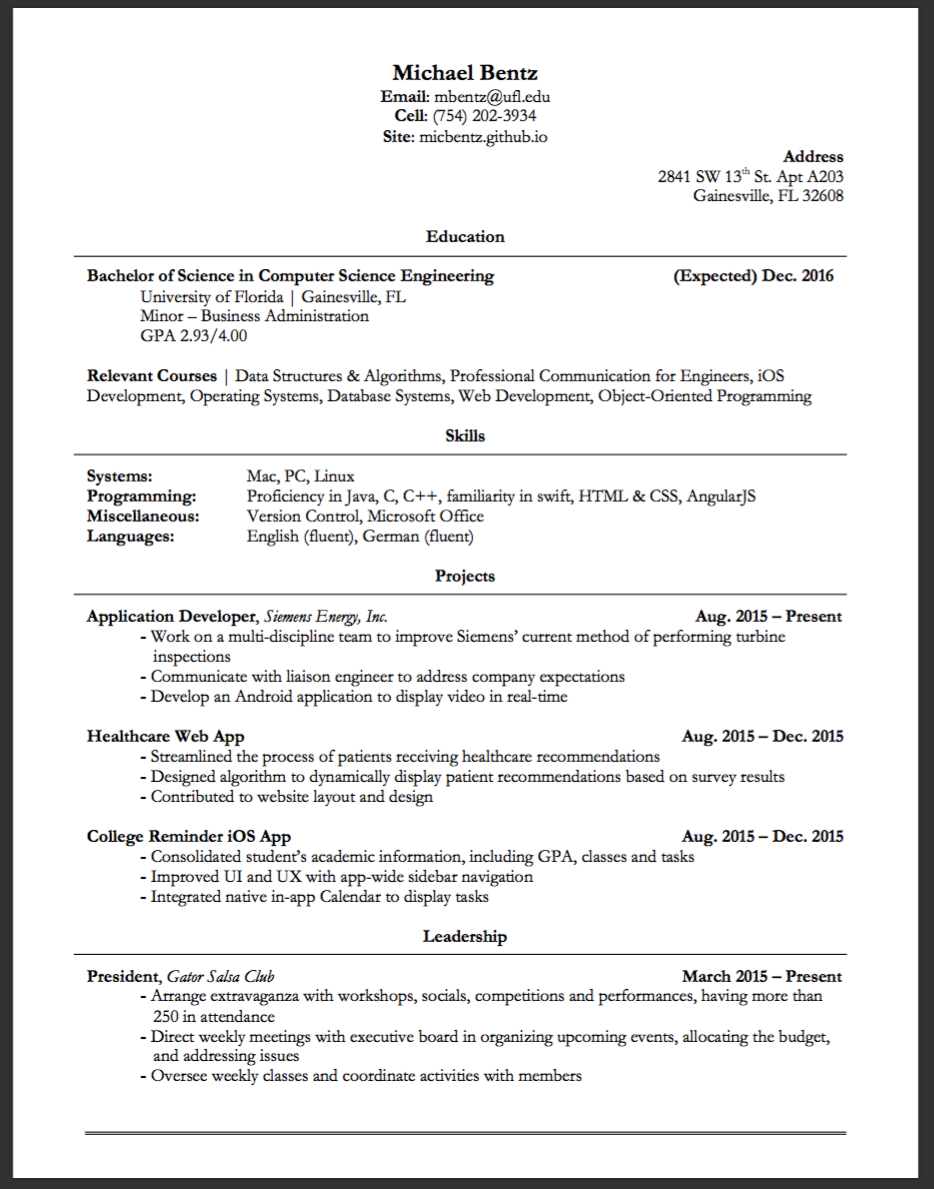 Michael Bentz
Email: mbentz@ufl.edu
Cell: (754) 202-3934
Site: micbentz.github.io
Address
2841 SW 13th St. Apt A203
Gainesville, FL 32608
Education
Bachelor of Science in Computer Science Engineering (Expected) Dec. 2016
University of Florida | Gainesville, FL
Minor – Business Administration
GPA 2.93/4.00
Relevant Courses | Data Structures & Algorithms, Professional Communication for Engineers, iOS
Development, Operating Systems, Database Systems, Web Development, Object-Oriented Programming
Skills
Systems: Mac, PC, Linux
Programming: Proficiency in Java, C, C++, familiarity in swift, HTML & CSS, AngularJS
Miscellaneous: Version Control, Microsoft Office
Languages: English (fluent), German (fluent)
Projects
Application Developer, Siemens Energy, Inc. Aug. 2015 – Present
- Work on a multi-discipline team to improve Siemens’ current method of performing turbine
inspections
- Communicate with liaison engineer to address company expectations
- Develop an Android application to display video in real-time
Healthcare Web App Aug. 2015 – Dec. 2015
- Streamlined the process of patients receiving healthcare recommendations
- Designed algorithm to dynamically display patient recommendations based on survey results
- Contributed to website layout and design
College Reminder iOS App Aug. 2015 – Dec. 2015
- Consolidated student’s academic information, including GPA, classes and tasks
- Improved UI and UX with app-wide sidebar navigation
- Integrated native in-app Calendar to display tasks
Leadership
President, Gator Salsa Club March 2015 – Present
- Arrange extravaganza with workshops, socials, competitions and performances, having more than
250 in attendance
- Direct weekly meetings with executive board in organizing upcoming events, allocating the budget,
and addressing issues
- Oversee weekly classes and coordinate activities with members